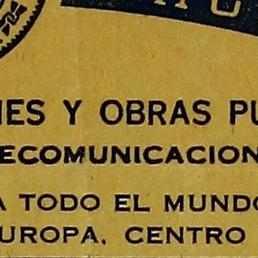 NES Y OBRAS PU
ECOMUNICACION
A TODO EL MUNDO
UROPA. CENTRO